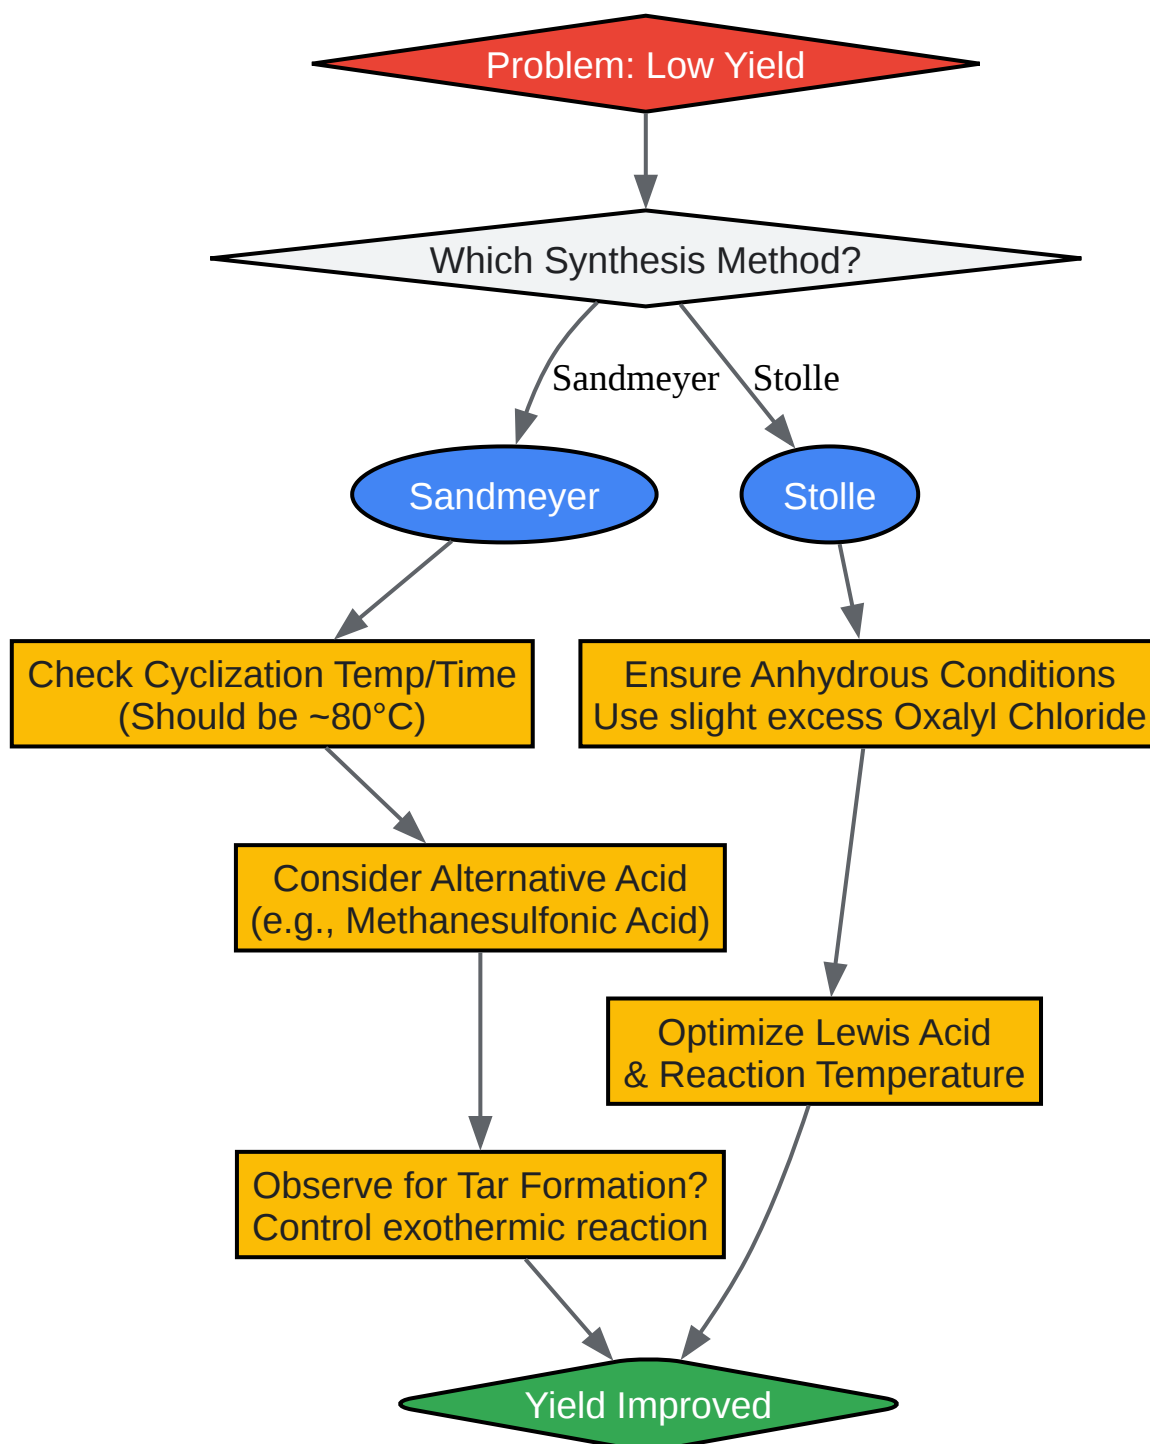 Problem: Low Yield
Which Synthesis Method?
Sandmeyer
Stolle
Sandmeyer
Stolle
Check Cyclization Temp/Time
(Should be ~80°C)
Ensure Anhydrous Conditions
Use slight excess Oxalyl Chloride
Consider Alternative Acid
(e.g., Methanesulfonic Acid)
Optimize Lewis Acid
& Reaction Temperature
Observe for Tar Formation?
Control exothermic reaction
Yield Improved